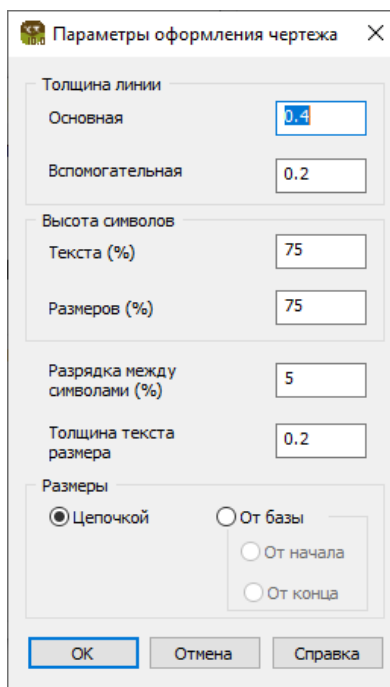 Параметры оформления чертежа
Толщина линии
Основная 0.4
Вспомогательная 0.2
Высота символов
Текста (%) 75
Размеров (%) 75
Разрядка между
символами (%) 5
Толщина текста
размера 0.2
Размеры
Цепочкой От базы
От начала
От конца
ОК Отмена Справка